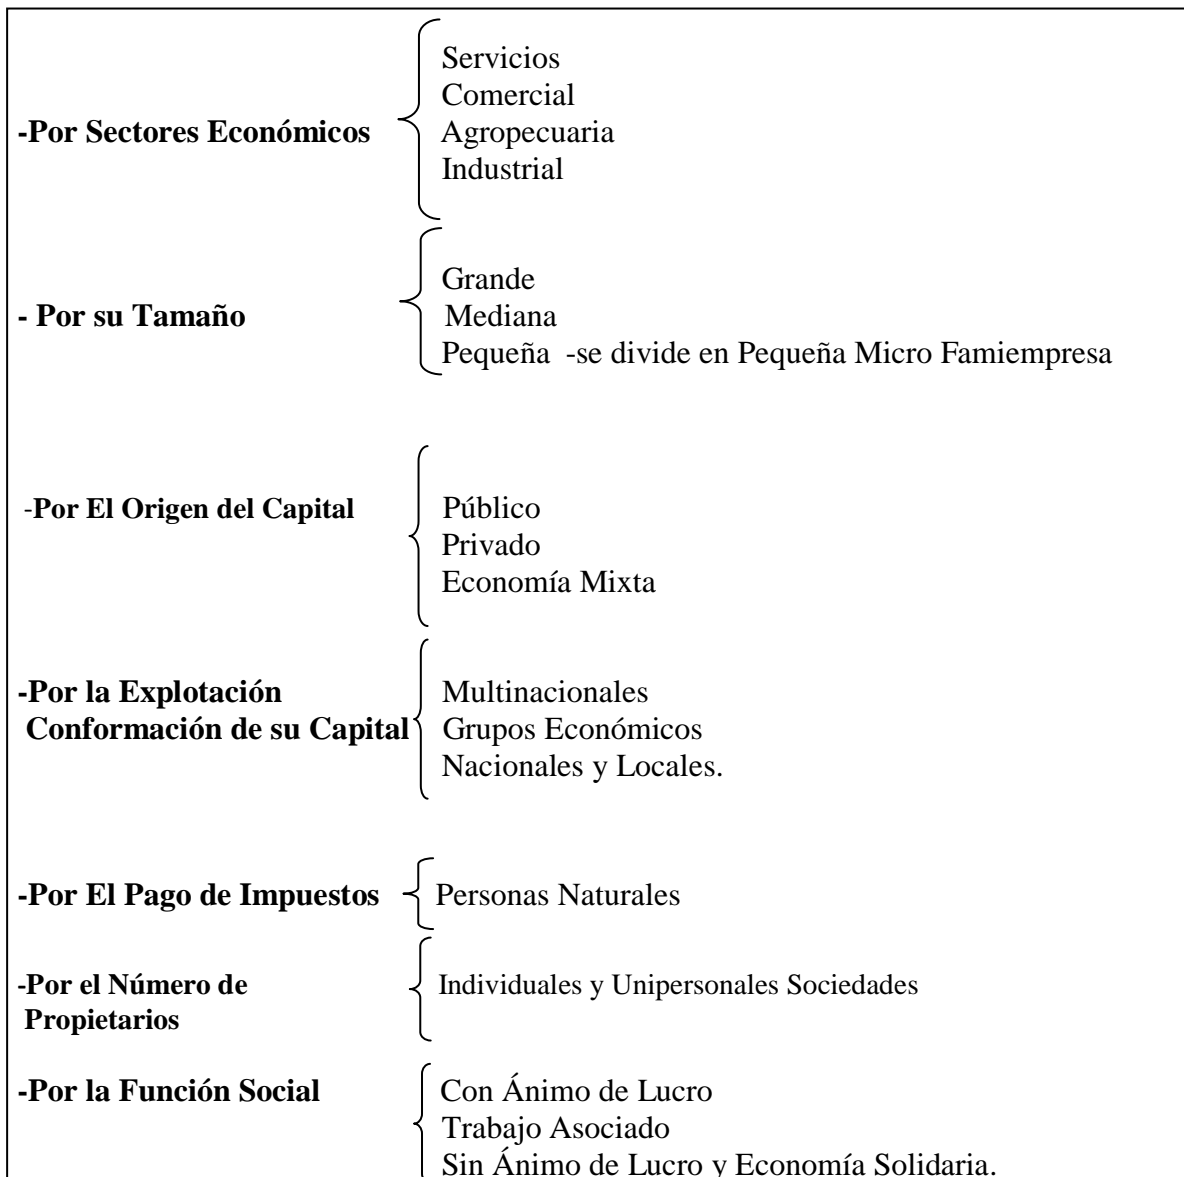 Servicios
Comercial
-Por Sectores Económicos Agropecuaria
Industrial
Grande
- Por su Tamaño Mediana
Pequeña -se divide en Pequeña Micro Famiempresa
-Por El Origen del Capital Público
Privado
Economía Mixta
-Por la Explotación Multinacionales
Conformación de su Capital Grupos Económicos
Nacionales y Locales.
-Por El Pago de Impuestos Personas Naturales
-Por el Número de Individuales y Unipersonales Sociedades
Propietarios
-Por la Función Social Con Ánimo de Lucro
Trabajo Asociado
Sin Ánimo de Lucro y Economía Solidaria.